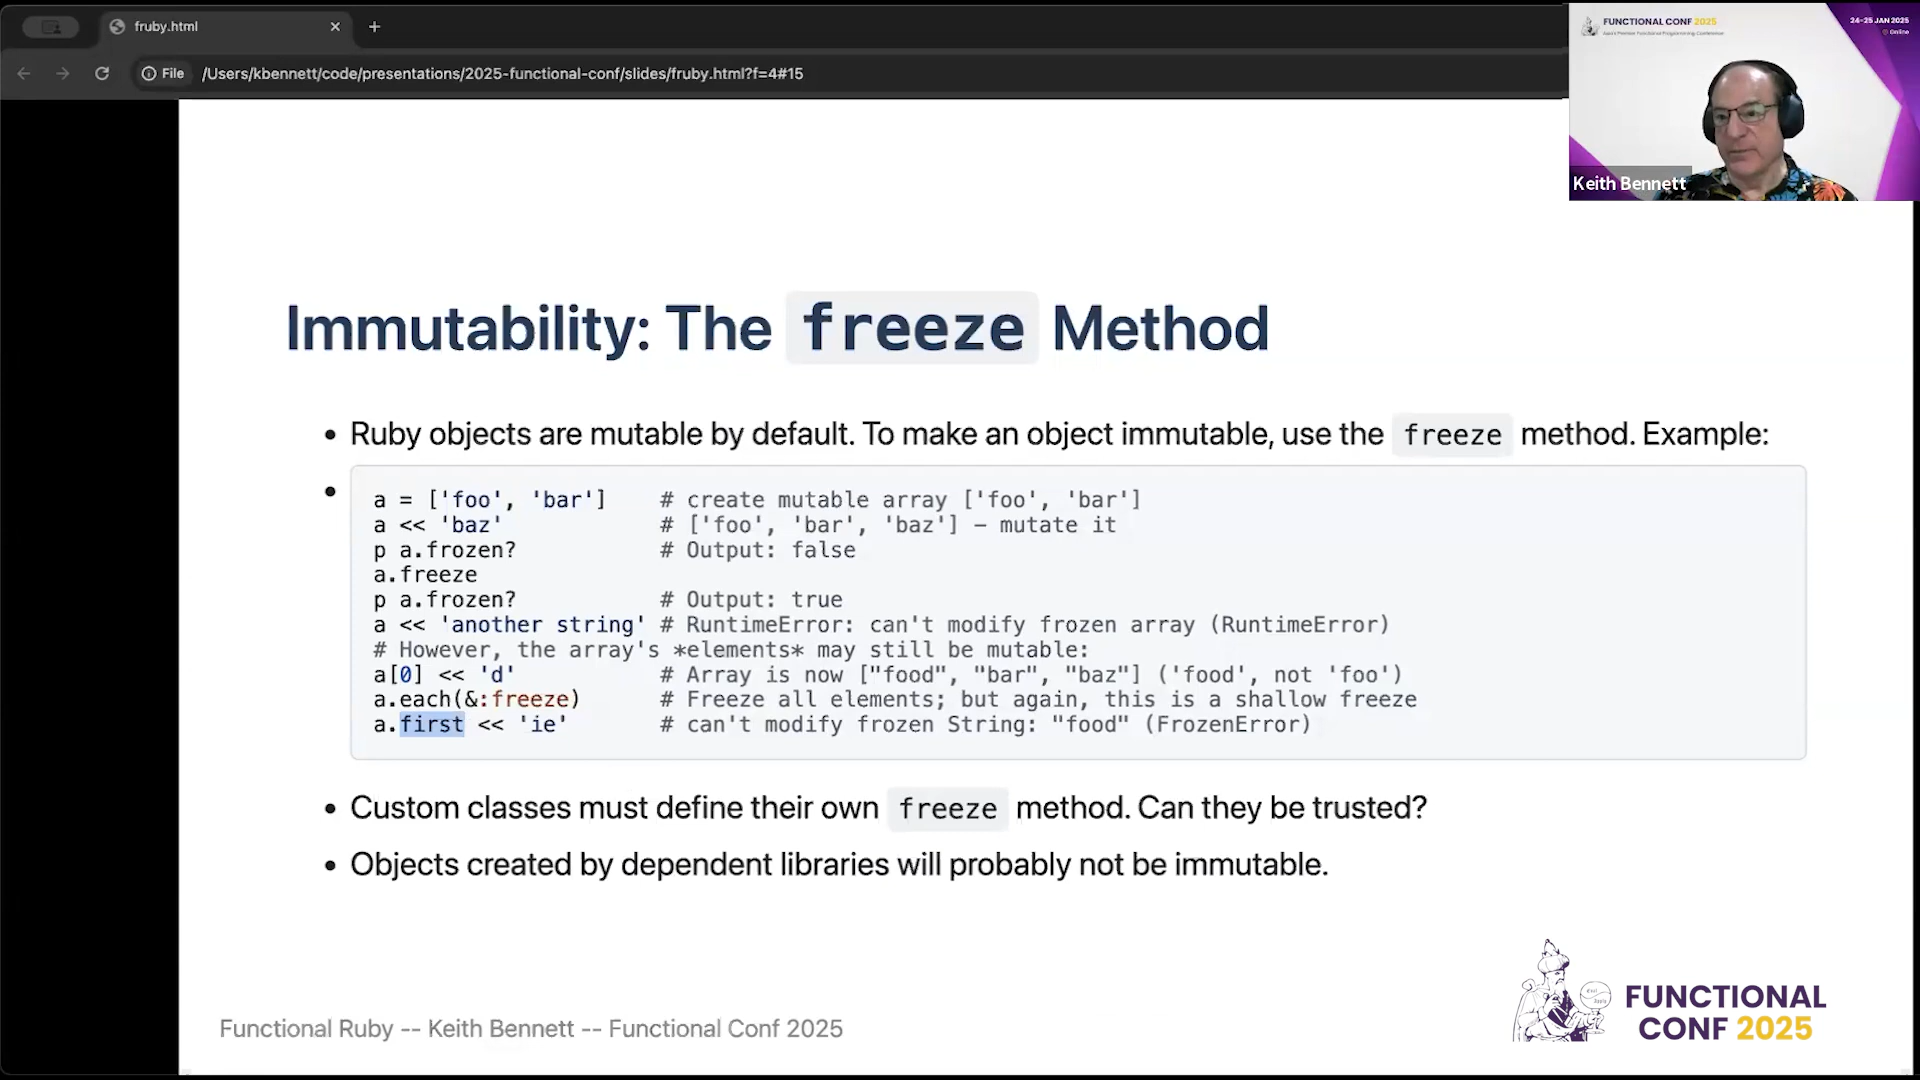 fruby.html
File /Users/kbennett/code/presentations/2025-functional-conf/slides/fruby.html?f=4#15
FUNCTIONAL CONF 2025
Asia's Premier Functional Programming Conference
24-25 JAN 2025
Online
Keith Bennett
Immutability: The freeze Method
• Ruby objects are mutable by default. To make an object immutable, use the freeze method. Example:
a = ['foo', 'bar']    # create mutable array ['foo', 'bar']
a << 'baz'            # ['foo', 'bar', 'baz'] – mutate it
p a.frozen?           # Output: false
a.freeze
p a.frozen?           # Output: true
a << 'another string' # RuntimeError: can't modify frozen array (RuntimeError)
# However, the array's *elements* may still be mutable:
a[0] << 'd'           # Array is now ["food", "bar", "baz"] ('food', not 'foo')
a.each(&:freeze)      # Freeze all elements; but again, this is a shallow freeze
a.first << 'ie'       # can't modify frozen String: "food" (FrozenError)
• Custom classes must define their own freeze method. Can they be trusted?
• Objects created by dependent libraries will probably not be immutable.
Functional Ruby -- Keith Bennett -- Functional Conf 2025
FUNCTIONAL
CONF 2025